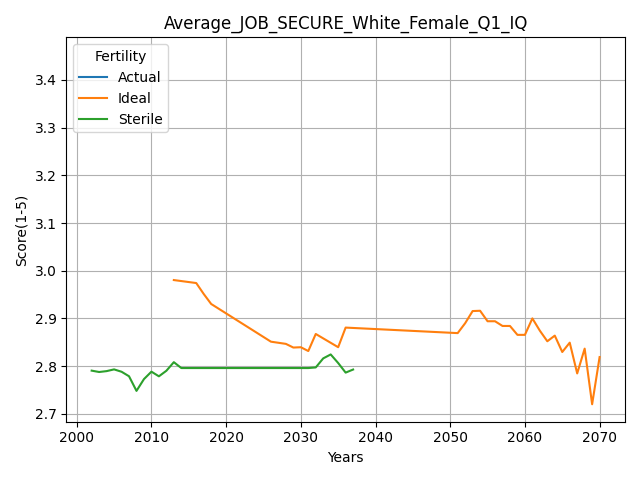 Average_JOB_SECURE_White_Female_Q1_IQ
Fertility
Actual
Ideal
Sterile
Score(1-5)
3.4
3.3
3.2
3.1
3.0
2.9
2.8
2.7
2000 2010 2020 2030 2040 2050 2060 2070
Years